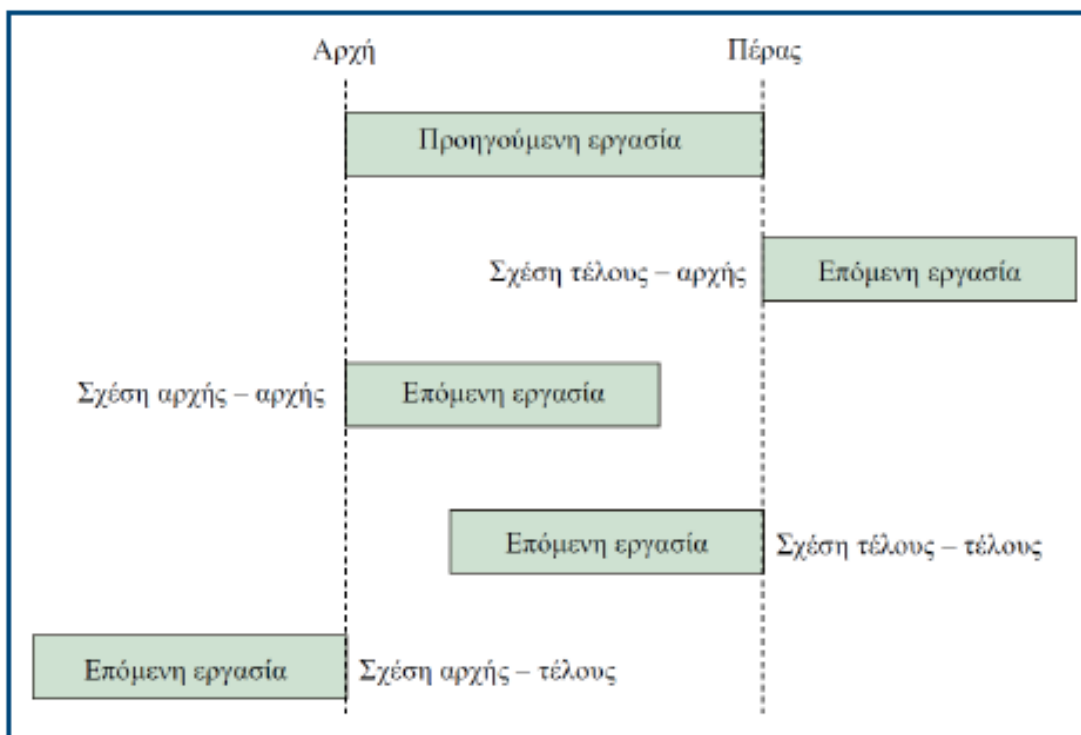 Αρχή
Πέρας
Προηγούμενη εργασία
Σχέση τέλους – αρχής
Επόμενη εργασία
Σχέση αρχής – αρχής
Επόμενη εργασία
Επόμενη εργασία
Σχέση τέλους – τέλους
Επόμενη εργασία
Σχέση αρχής – τέλους